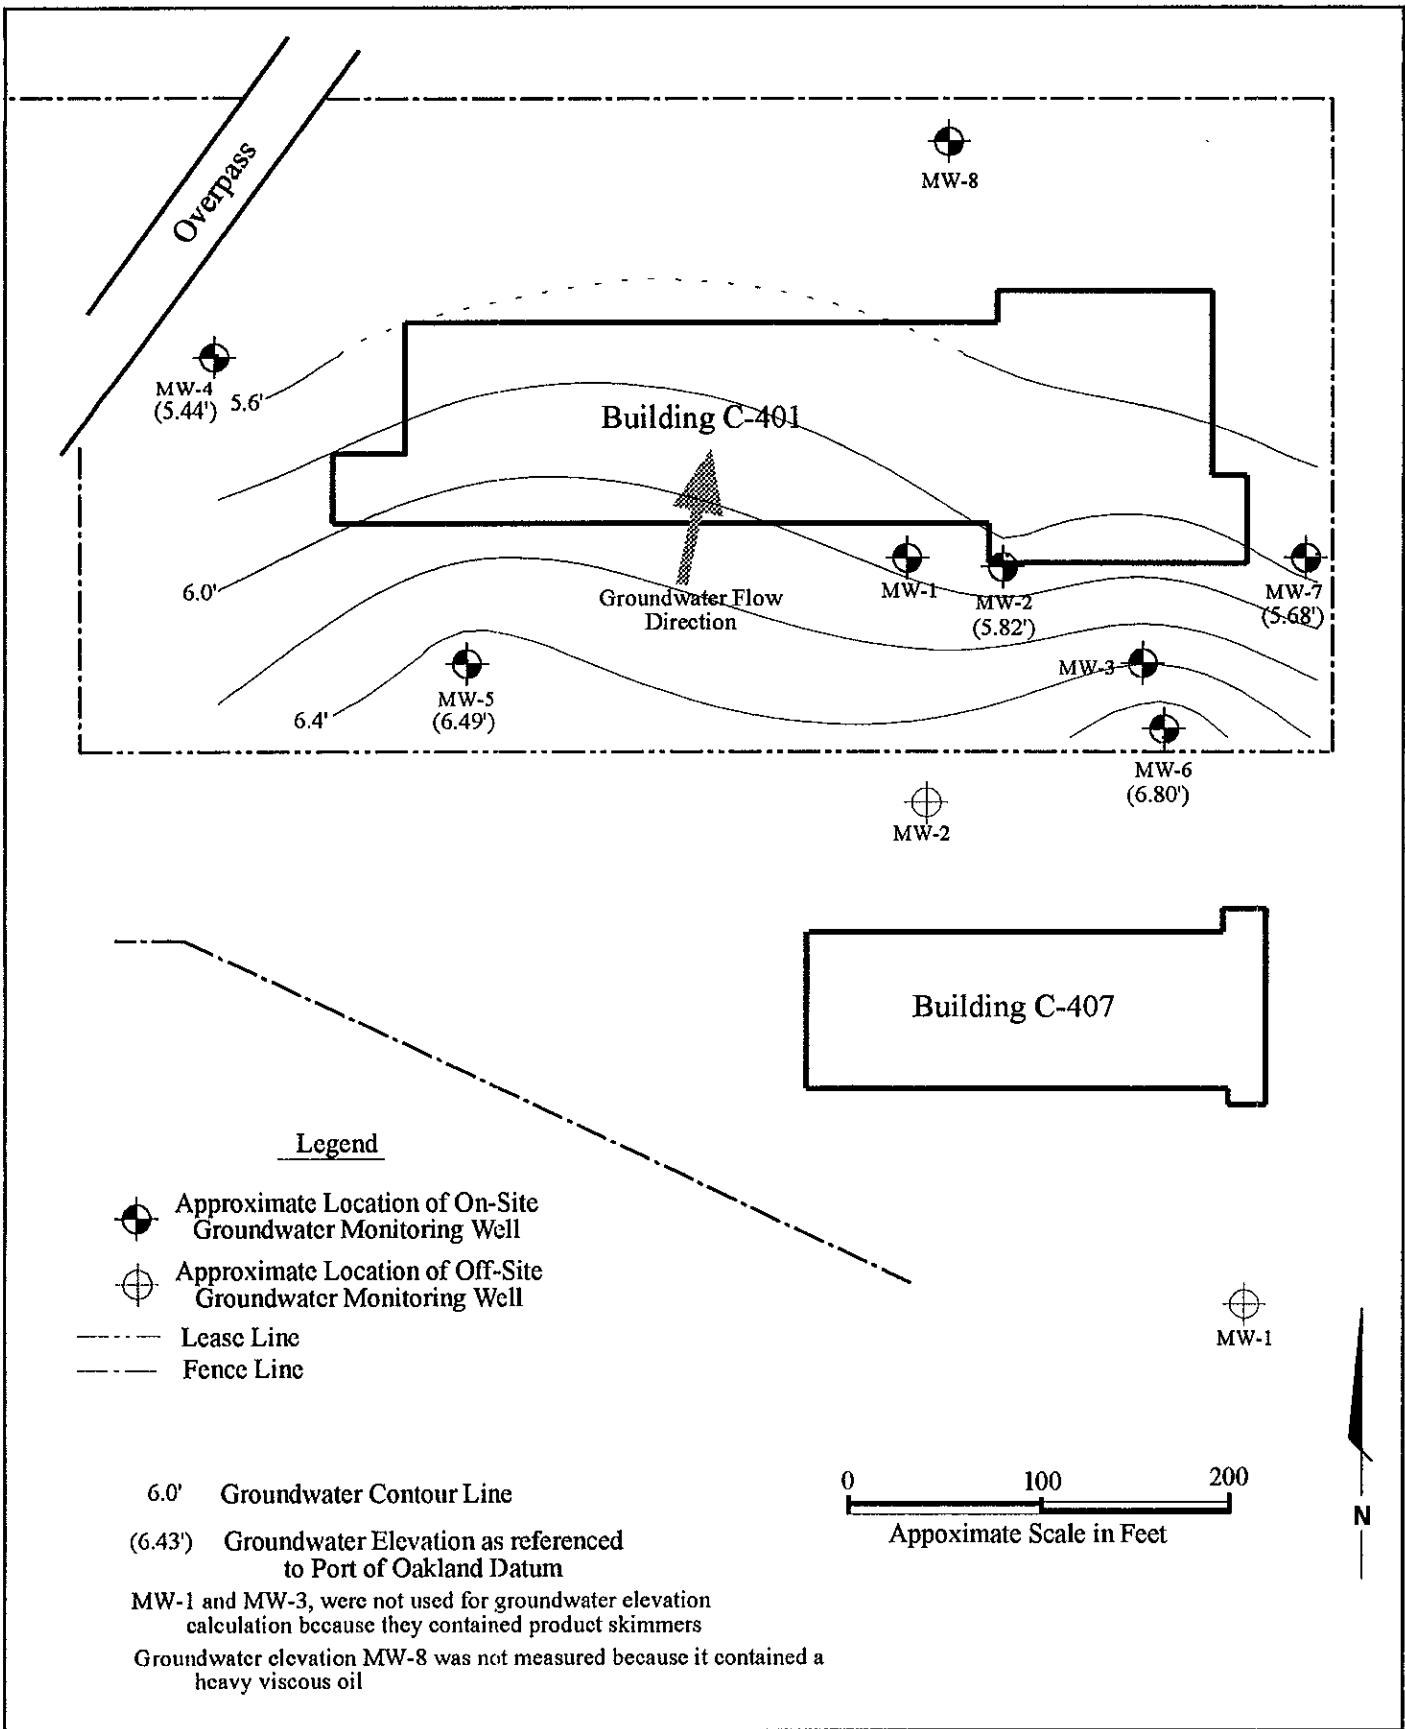 Overpass
MW-8
MW-4
(5.44')
5.6'
Building C-401
6.0'
MW-1
MW-2
(5.82')
MW-7
(5.68')
Groundwater Flow
Direction
MW-3
MW-5
(6.49')
6.4'
MW-6
(6.80')
MW-2
Building C-407
Legend
Approximate Location of On-Site
Groundwater Monitoring Well
Approximate Location of Off-Site
Groundwater Monitoring Well
Lease Line
Fence Line
MW-1
6.0' Groundwater Contour Line
(6.43') Groundwater Elevation as referenced
to Port of Oakland Datum
MW-1 and MW-3, were not used for groundwater elevation
calculation because they contained product skimmers
Groundwater elevation MW-8 was not measured because it contained a
heavy viscous oil
0 100 200
Appoximate Scale in Feet
N